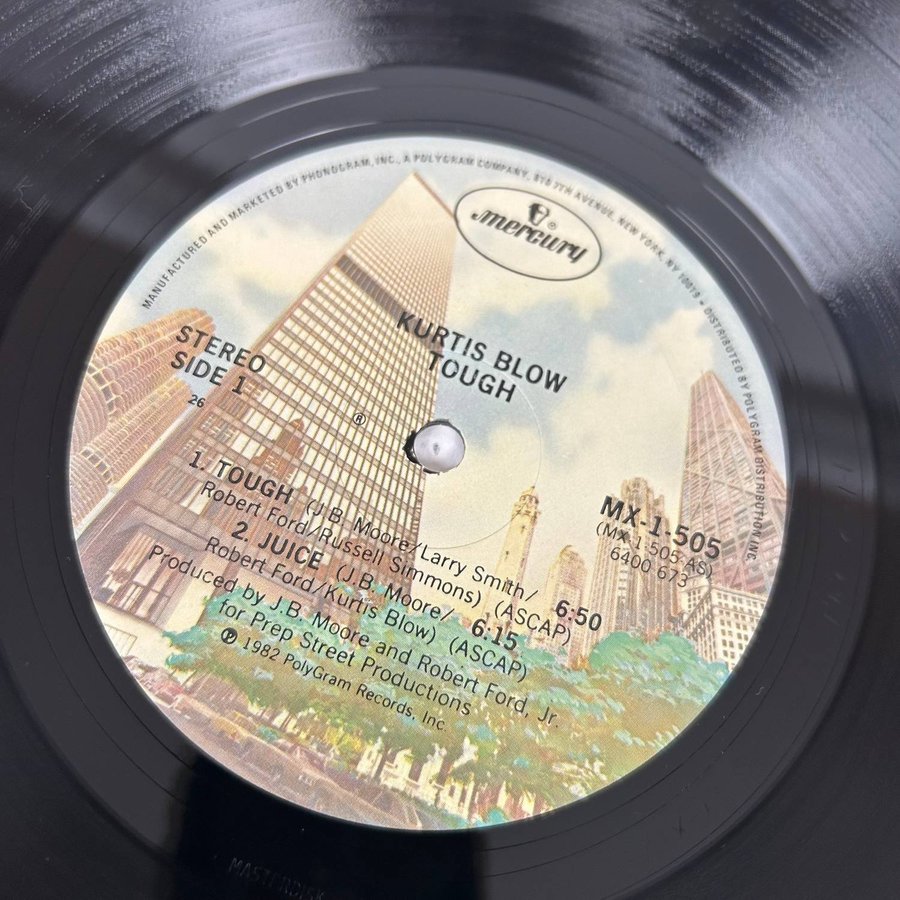 MANUFACTURED AND MARKETED BY PHONOGRAM, INC., A POLYGRAM COMPANY, 810 7TH AVENUE, NEW YORK, NY 10019 • DISTRIBUTED BY POLYGRAM DISTRIBUTION, INC.
mercury®
KURTIS BLOW
TOUGH
STEREO
SIDE 1
26
®
MX-1-505
(MX-1-505-AS)
6400 673
1. TOUGH (J.B. Moore/Larry Smith/
Robert Ford/Russell Simmons) (ASCAP) 6:50
2. JUICE (J.B. Moore/
Robert Ford/Kurtis Blow) (ASCAP) 6:15
Produced by J.B. Moore and Robert Ford, Jr.
for Prep Street Productions
℗ 1982 PolyGram Records, Inc.
MASTERDISK